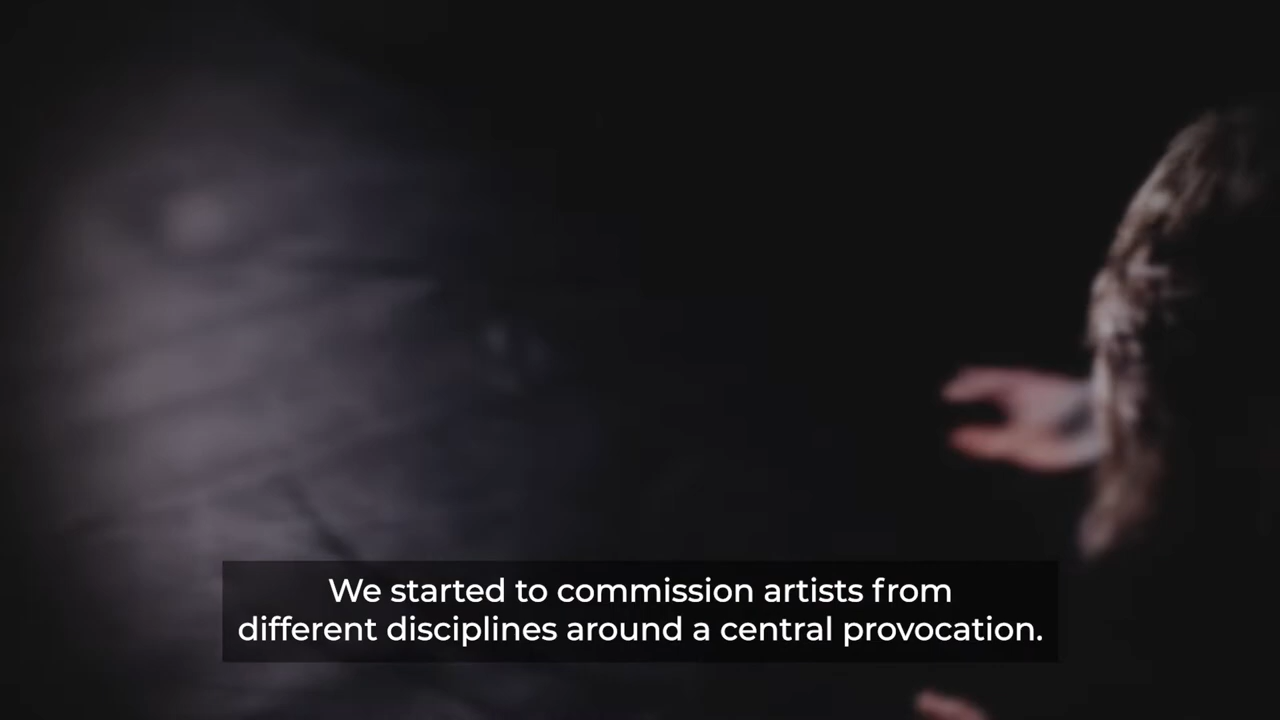 We started to commission artists from
different disciplines around a central provocation.